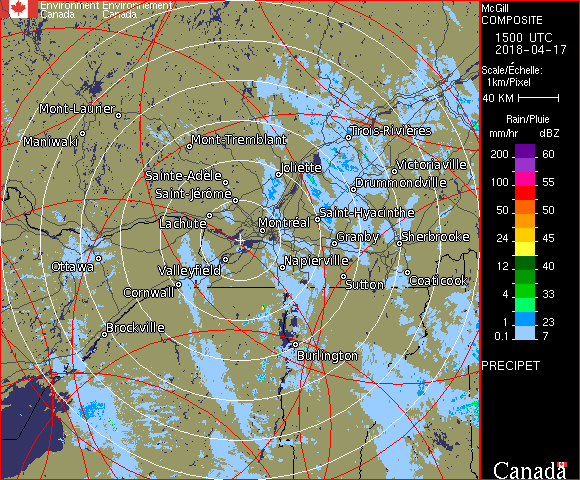 Environment Environnement
Canada Canada
McGill
COMPOSITE
1500 UTC
2018-04-17
Scale/Échelle:
1km/Pixel
40 KM
Rain/Pluie
mm/hr dBZ
200 60
100 55
50 50
24 45
12 40
4 33
1 23
0.1 7
PRECIPET
Canada
Mont-Laurier
Maniwaki
Mont-Tremblant
Trois-Rivières
Joliette
Victoriaville
Sainte-Adèle
Drummondville
Saint-Jérôme
Saint-Hyacinthe
Lachute
Montréal
Granby
Sherbrooke
Ottawa
Valleyfield
Napierville
Cornwall
Sutton
Coaticook
Brockville
Burlington